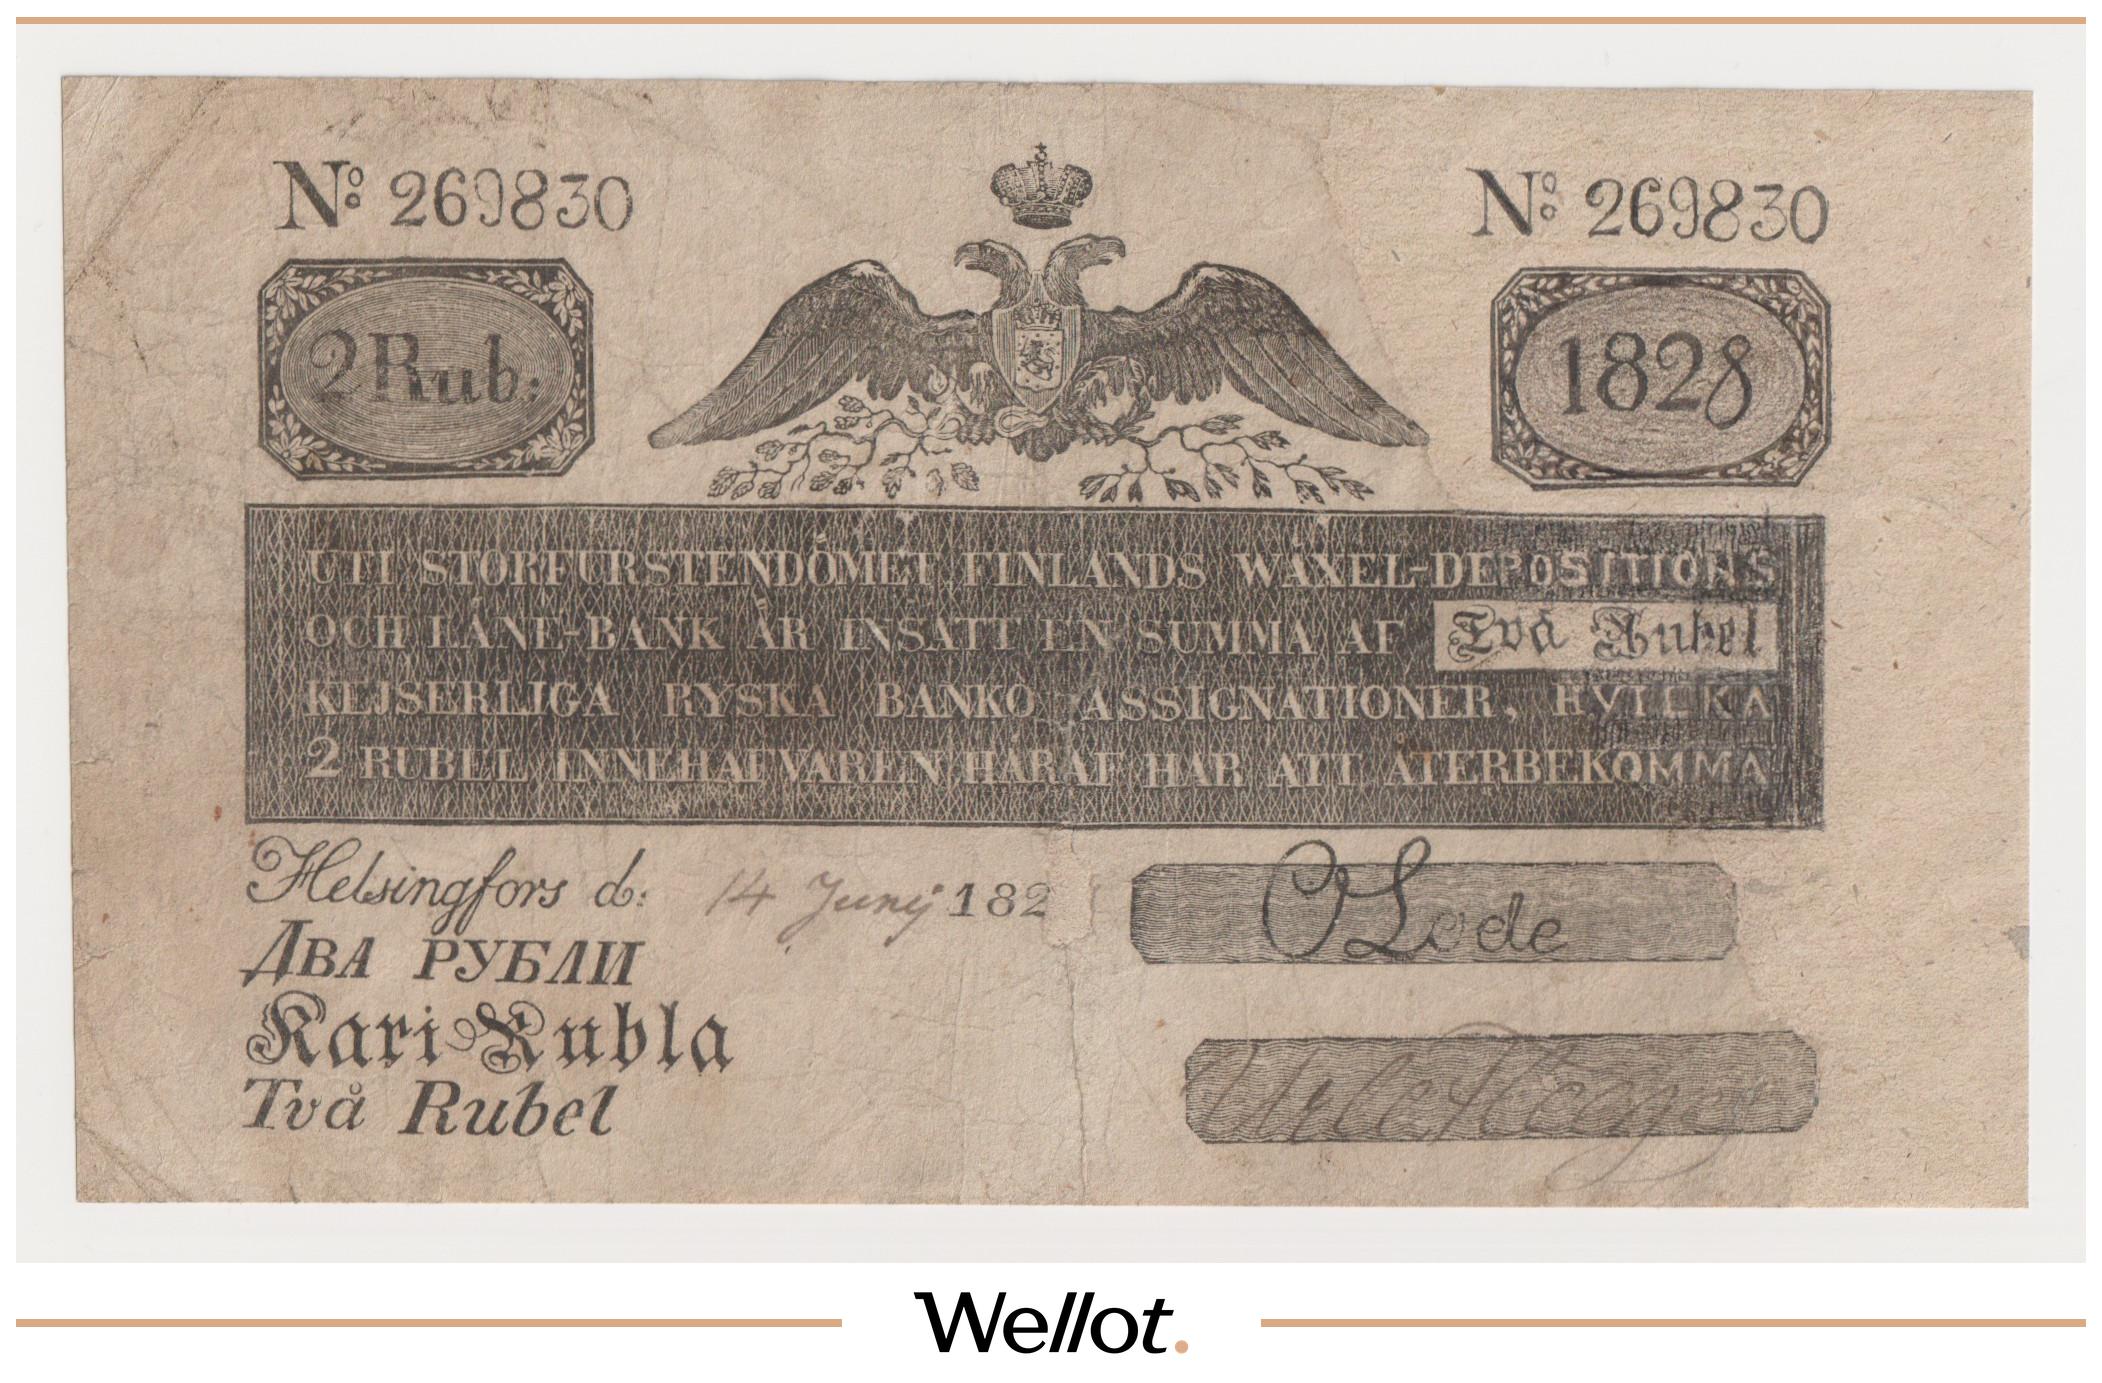 № 269830 № 269830
2 Rub: 1828
UTI STORFURSTENDÖMET FINLANDS WÄXEL-DEPOSITIONS
OCH LÅNE-BANK ÄR INSATT EN SUMMA AF Två Rubel
KEJSERLIGA RYSKA BANKO ASSIGNATIONER, HVILKA
2 RUBEL INNEHAFVAREN HÄRAF HAR ATT ÅTERBEKOMMA
Helsingfors d: 14 Junij 182
ДВА РУБЛИ
Kaxi Rubla
Två Rubel
O Lode
Wellot.